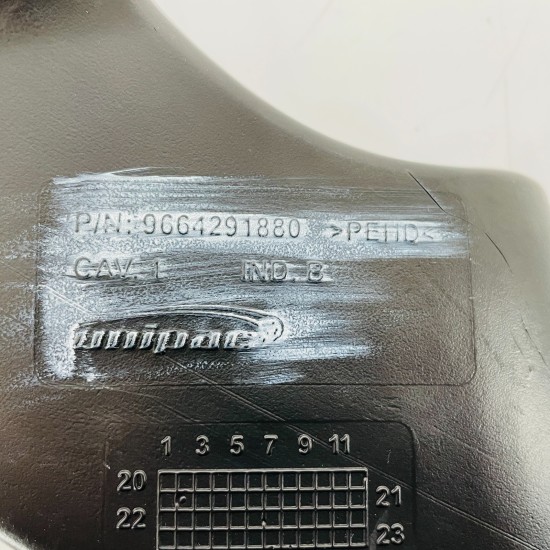 P/N: 9664291880 >PEHD<
CAV. 1 IND. B
1 3 5 7 9 11
20 21
22 23